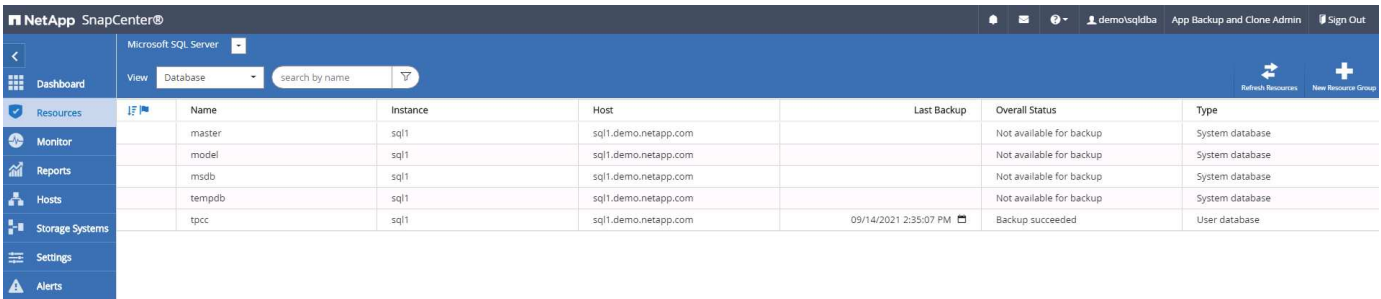 NetApp SnapCenter®
demo\sqldba App Backup and Clone Admin Sign Out
Microsoft SQL Server
View Database search by name
Refresh Resources New Resource Group
Dashboard
Resources
Monitor
Reports
Hosts
Storage Systems
Settings
Alerts
Name Instance Host Last Backup Overall Status Type
master sql1 sql1.demo.netapp.com Not available for backup System database
model sql1 sql1.demo.netapp.com Not available for backup System database
msdb sql1 sql1.demo.netapp.com Not available for backup System database
tempdb sql1 sql1.demo.netapp.com Not available for backup System database
tpcc sql1 sql1.demo.netapp.com 09/14/2021 2:35:07 PM Backup succeeded User database